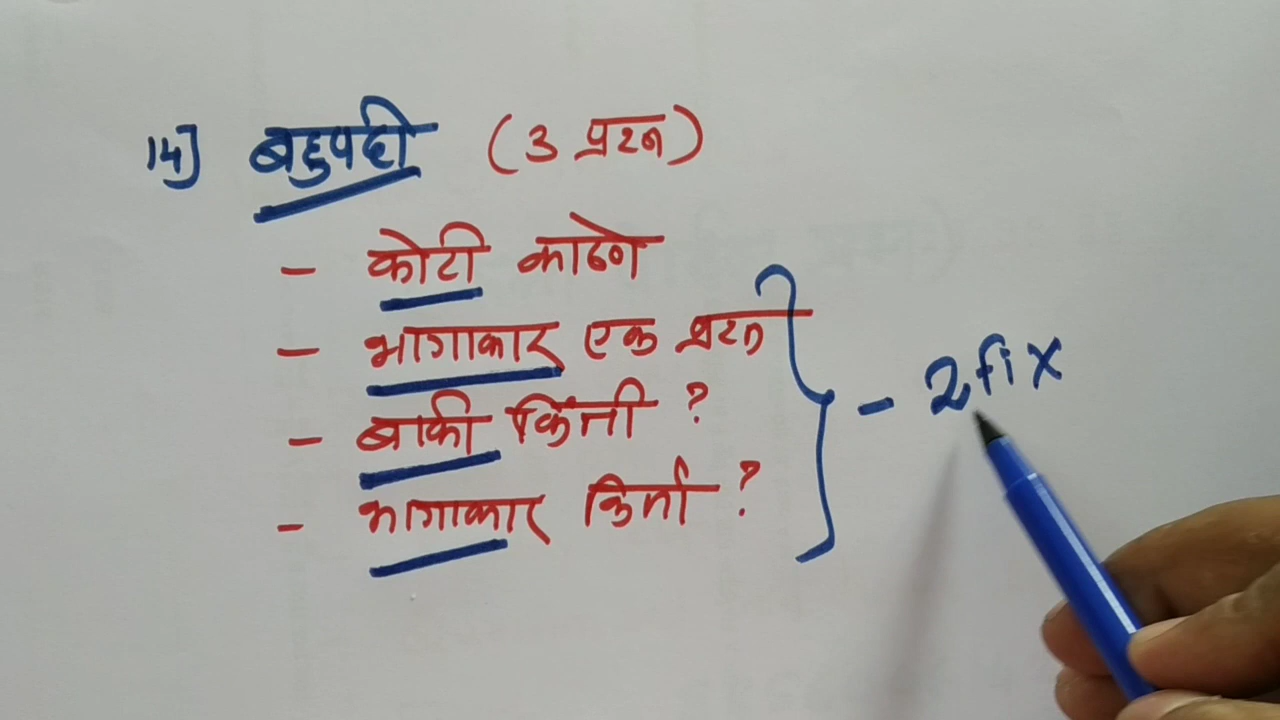 14] बहुपदी (3 प्रश्न)
- कोटी काढणे
- भागाकार एक प्रश्न
- बाकी किती ?
- भागाकार किती ?
- 2 fix